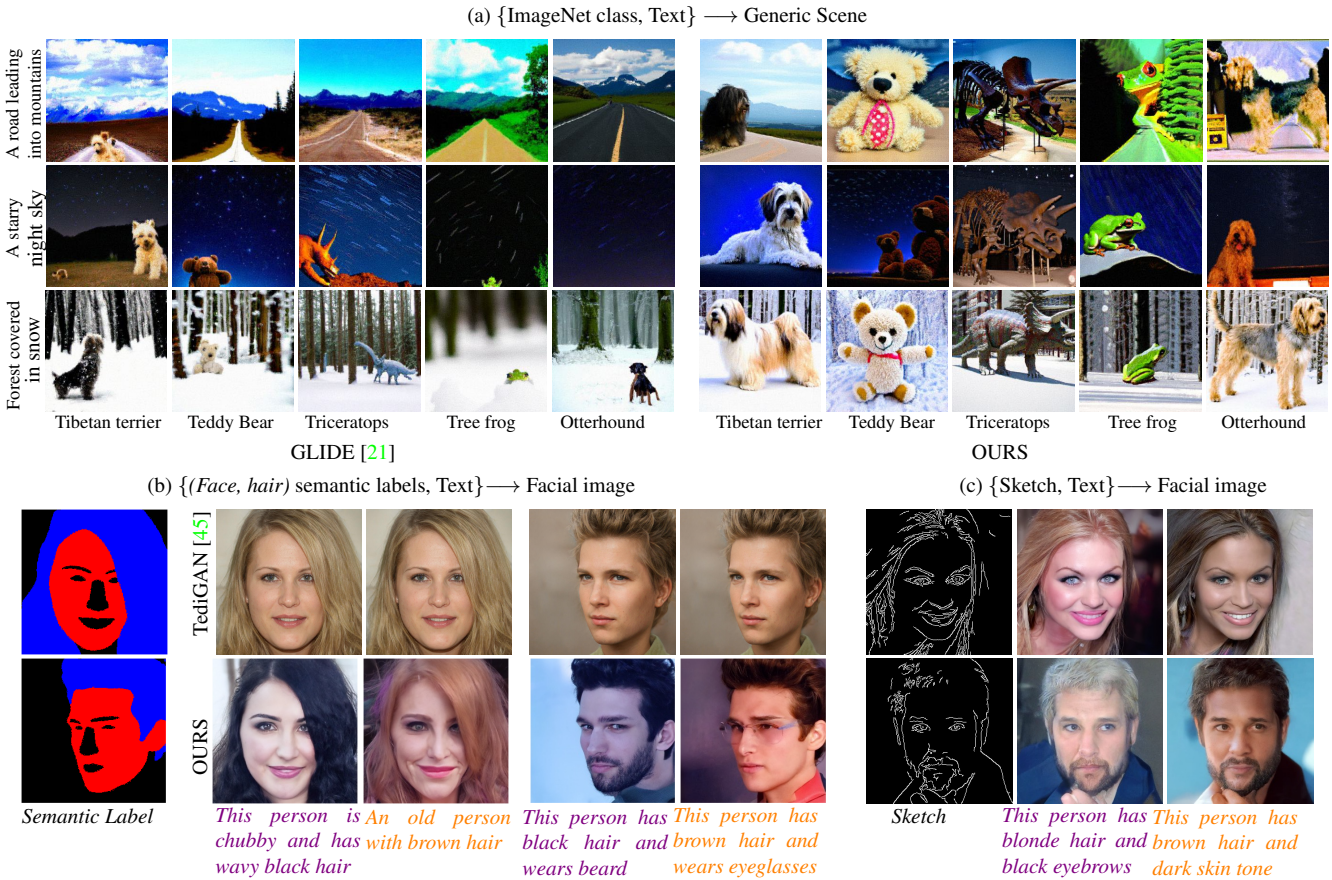 (a) {ImageNet class, Text} ⟶ Generic Scene
A road leading
into mountains
A starry
night sky
Forest covered
in snow
Tibetan terrier
Teddy Bear
Triceratops
Tree frog
Otterhound
Tibetan terrier
Teddy Bear
Triceratops
Tree frog
Otterhound
GLIDE [21]
OURS
(b) {(Face, hair) semantic labels, Text}⟶ Facial image
(c) {Sketch, Text}⟶ Facial image
TediGAN [45]
OURS
Semantic Label
This person is
chubby and has
wavy black hair
An old person
with brown hair
This person has
black hair and
wears beard
This person has
brown hair and
wears eyeglasses
Sketch
This person has
blonde hair and
black eyebrows
This person has
brown hair and
dark skin tone